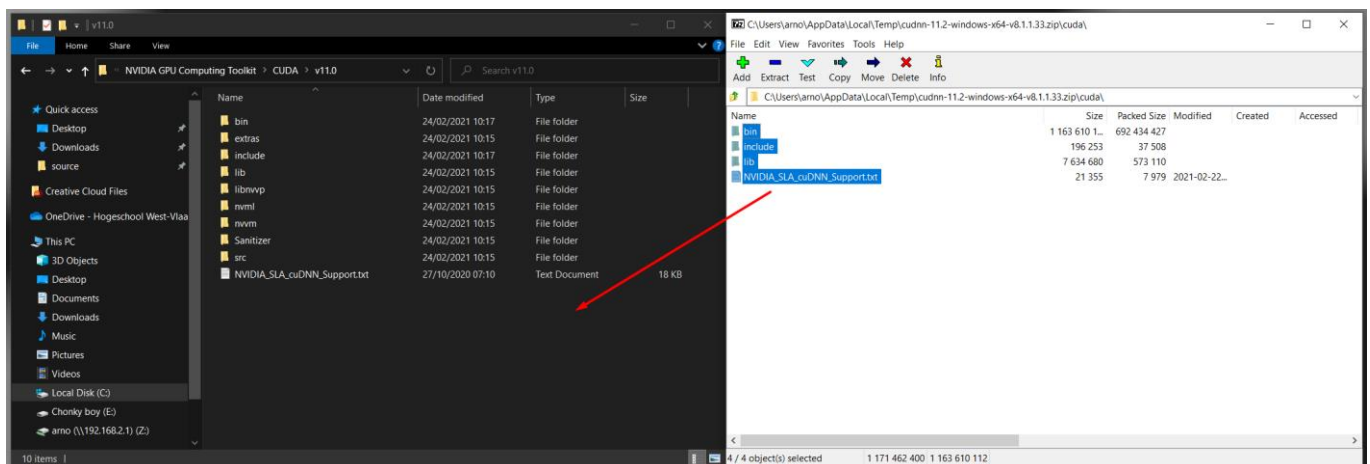 v11.0
File Home Share View
NVIDIA GPU Computing Toolkit > CUDA > v11.0
Search v11.0
Quick access
Desktop
Downloads
source
Creative Cloud Files
OneDrive - Hogeschool West-Vlaa
This PC
3D Objects
Desktop
Documents
Downloads
Music
Pictures
Videos
Local Disk (C:)
Chonky boy (E:)
arno (\\192.168.2.1) (Z:)
Name Date modified Type Size
bin 24/02/2021 10:17 File folder
extras 24/02/2021 10:15 File folder
include 24/02/2021 10:17 File folder
lib 24/02/2021 10:15 File folder
libnvvp 24/02/2021 10:15 File folder
nvml 24/02/2021 10:15 File folder
nvvm 24/02/2021 10:15 File folder
Sanitizer 24/02/2021 10:15 File folder
src 24/02/2021 10:15 File folder
NVIDIA_SLA_cuDNN_Support.txt 27/10/2020 07:10 Text Document 18 KB
10 items
7z C:\Users\arno\AppData\Local\Temp\cudnn-11.2-windows-x64-v8.1.1.33.zip\cuda\
File Edit View Favorites Tools Help
Add Extract Test Copy Move Delete Info
C:\Users\arno\AppData\Local\Temp\cudnn-11.2-windows-x64-v8.1.1.33.zip\cuda\
Name Size Packed Size Modified Created Accessed
bin 1 163 610 1... 692 434 427
include 196 253 37 508
lib 7 634 680 573 110
NVIDIA_SLA_cuDNN_Support.txt 21 355 7 979 2021-02-22...
4 / 4 object(s) selected 1 171 462 400 1 163 610 112